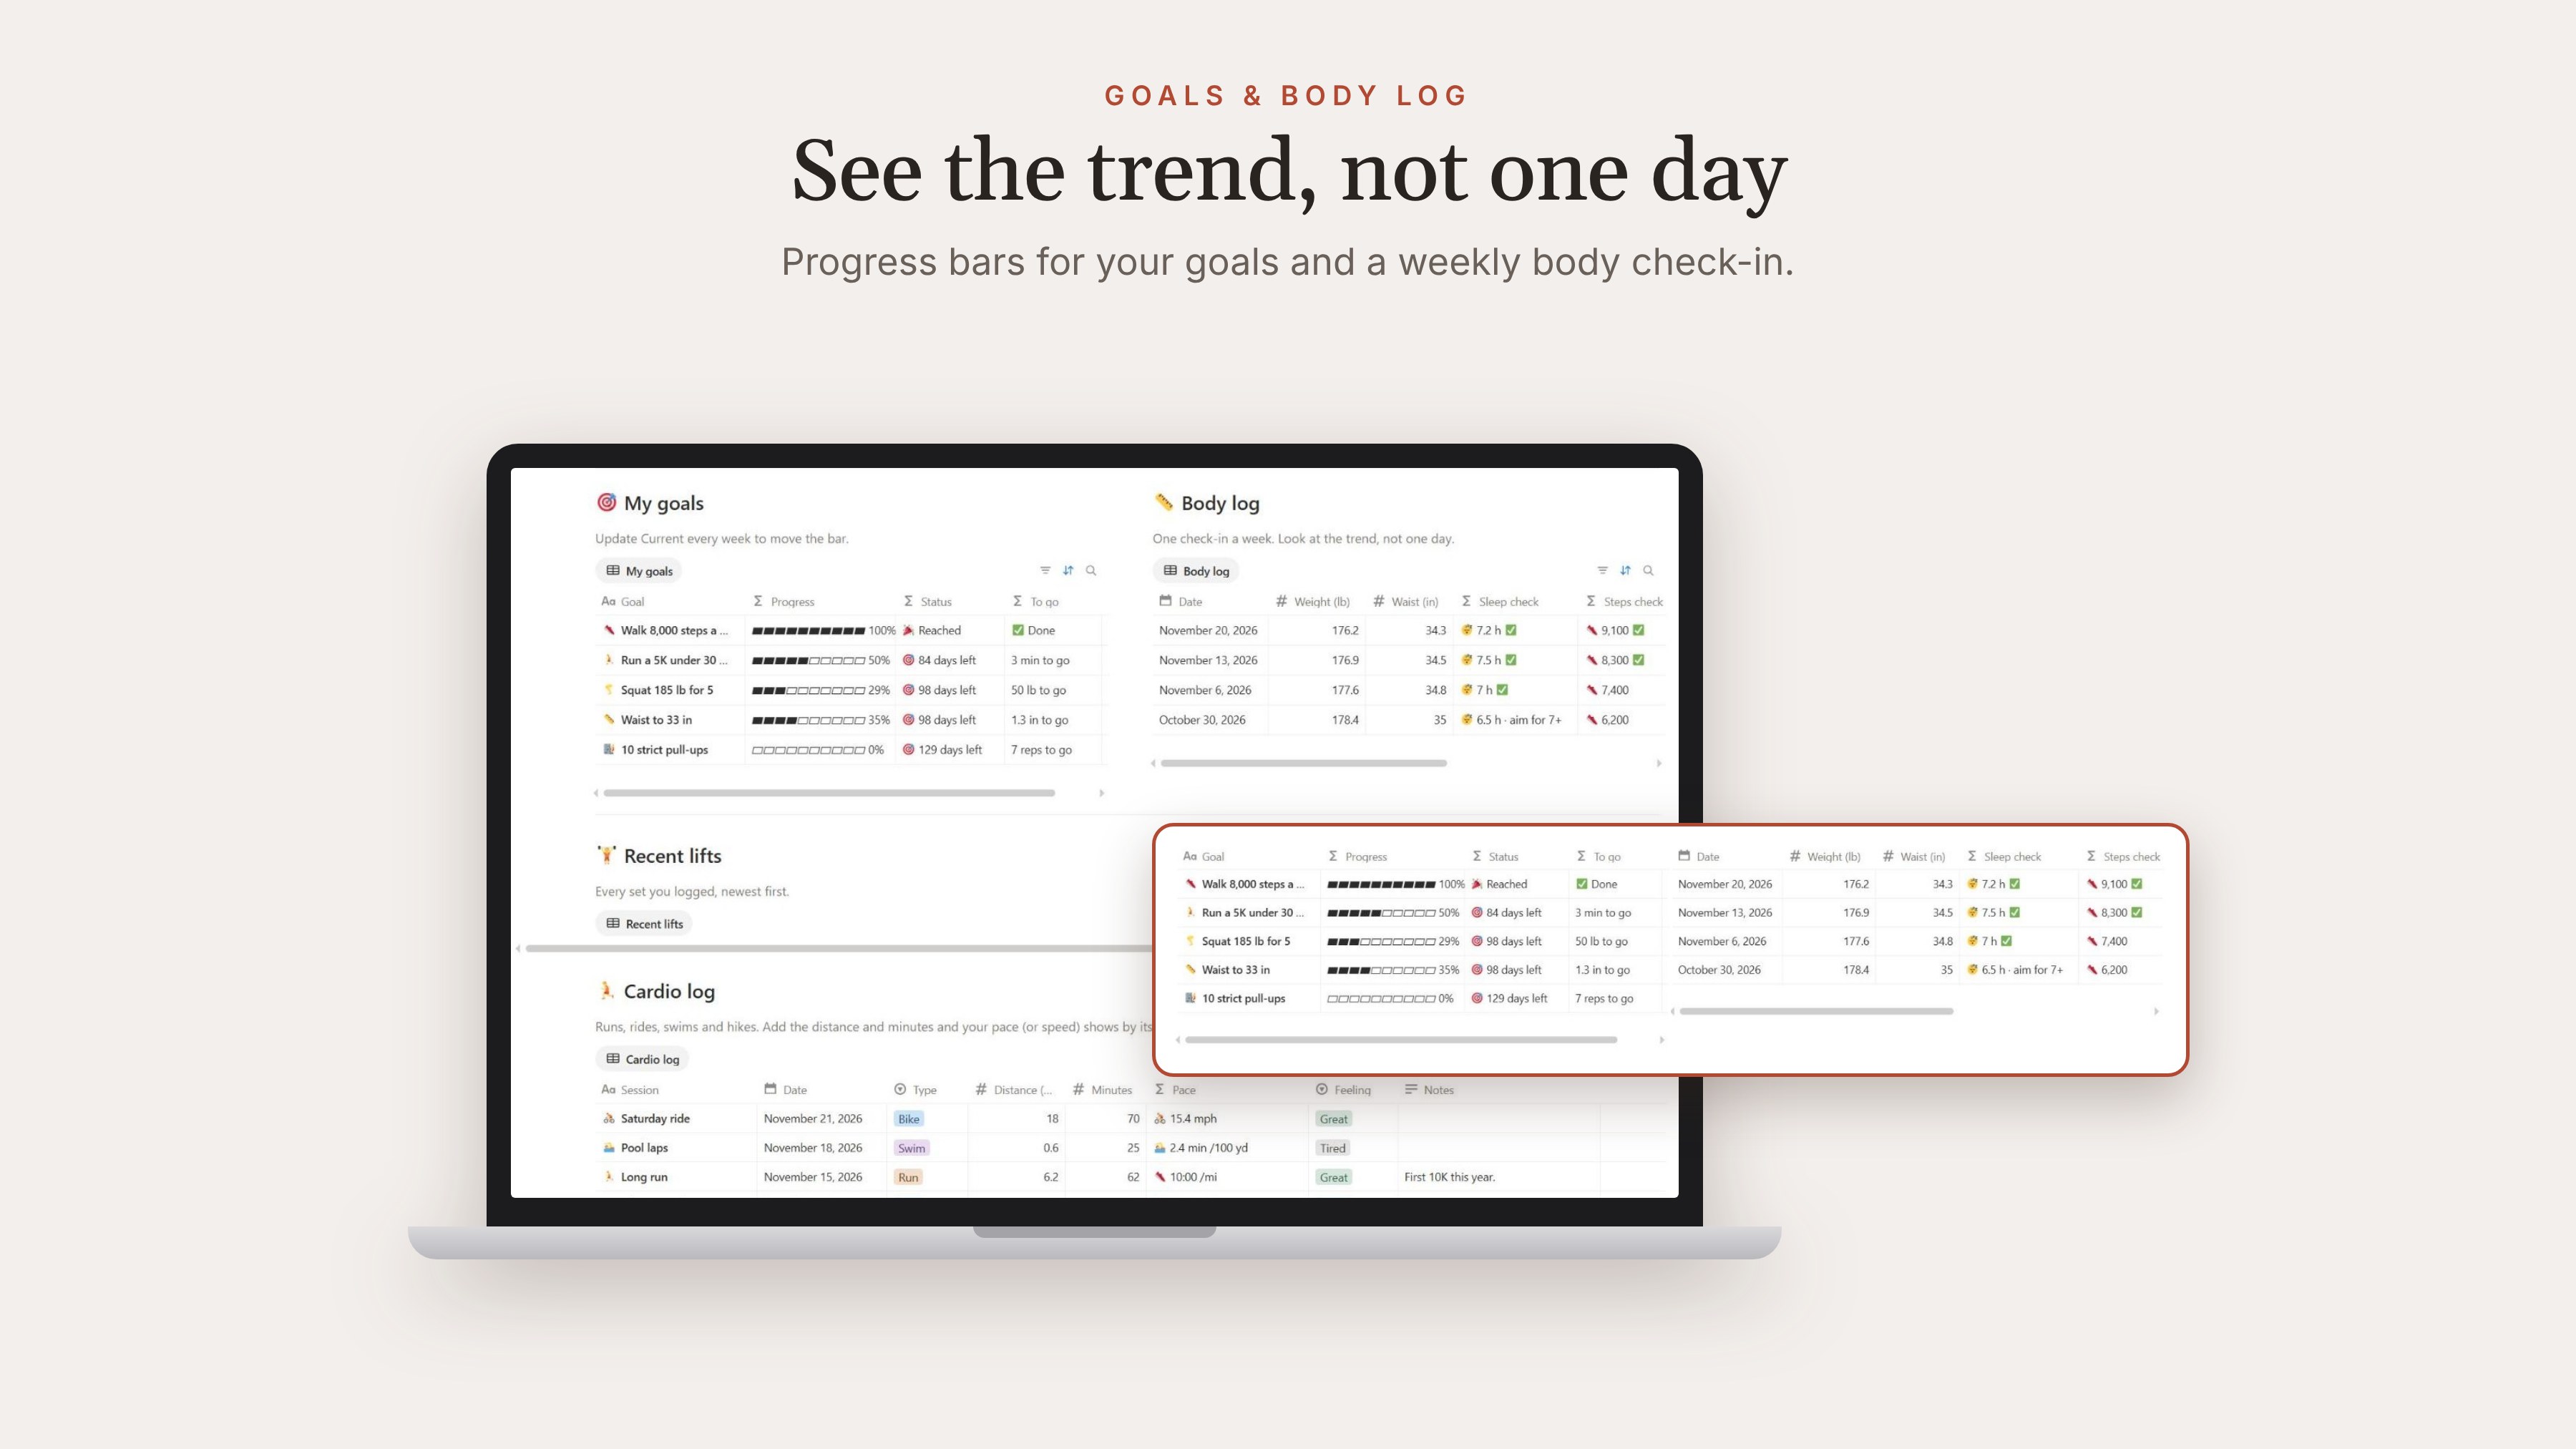 GOALS & BODY LOG
See the trend, not one day
Progress bars for your goals and a weekly body check-in.
My goals
Update Current every week to move the bar.
My goals
Aa Goal Σ Progress Σ Status Σ To go
Walk 8,000 steps a ... 100% Reached Done
Run a 5K under 30 ... 50% 84 days left 3 min to go
Squat 185 lb for 5 29% 98 days left 50 lb to go
Waist to 33 in 35% 98 days left 1.3 in to go
10 strict pull-ups 0% 129 days left 7 reps to go
Body log
One check-in a week. Look at the trend, not one day.
Body log
Date # Weight (lb) # Waist (in) Σ Sleep check Σ Steps check
November 20, 2026 176.2 34.3 7.2 h 9,100
November 13, 2026 176.9 34.5 7.5 h 8,300
November 6, 2026 177.6 34.8 7 h 7,400
October 30, 2026 178.4 35 6.5 h · aim for 7+ 6,200
Recent lifts
Every set you logged, newest first.
Recent lifts
Aa Goal Σ Progress Σ Status Σ To go Date # Weight (lb) # Waist (in) Σ Sleep check Σ Steps check
Walk 8,000 steps a ... 100% Reached Done November 20, 2026 176.2 34.3 7.2 h 9,100
Run a 5K under 30 ... 50% 84 days left 3 min to go November 13, 2026 176.9 34.5 7.5 h 8,300
Squat 185 lb for 5 29% 98 days left 50 lb to go November 6, 2026 177.6 34.8 7 h 7,400
Waist to 33 in 35% 98 days left 1.3 in to go October 30, 2026 178.4 35 6.5 h · aim for 7+ 6,200
10 strict pull-ups 0% 129 days left 7 reps to go
Cardio log
Runs, rides, swims and hikes. Add the distance and minutes and your pace (or speed) shows by its
Cardio log
Aa Session Date Type # Distance (... # Minutes Σ Pace Feeling Notes
Saturday ride November 21, 2026 Bike 18 70 15.4 mph Great
Pool laps November 18, 2026 Swim 0.6 25 2.4 min /100 yd Tired
Long run November 15, 2026 Run 6.2 62 10:00 /mi Great First 10K this year.